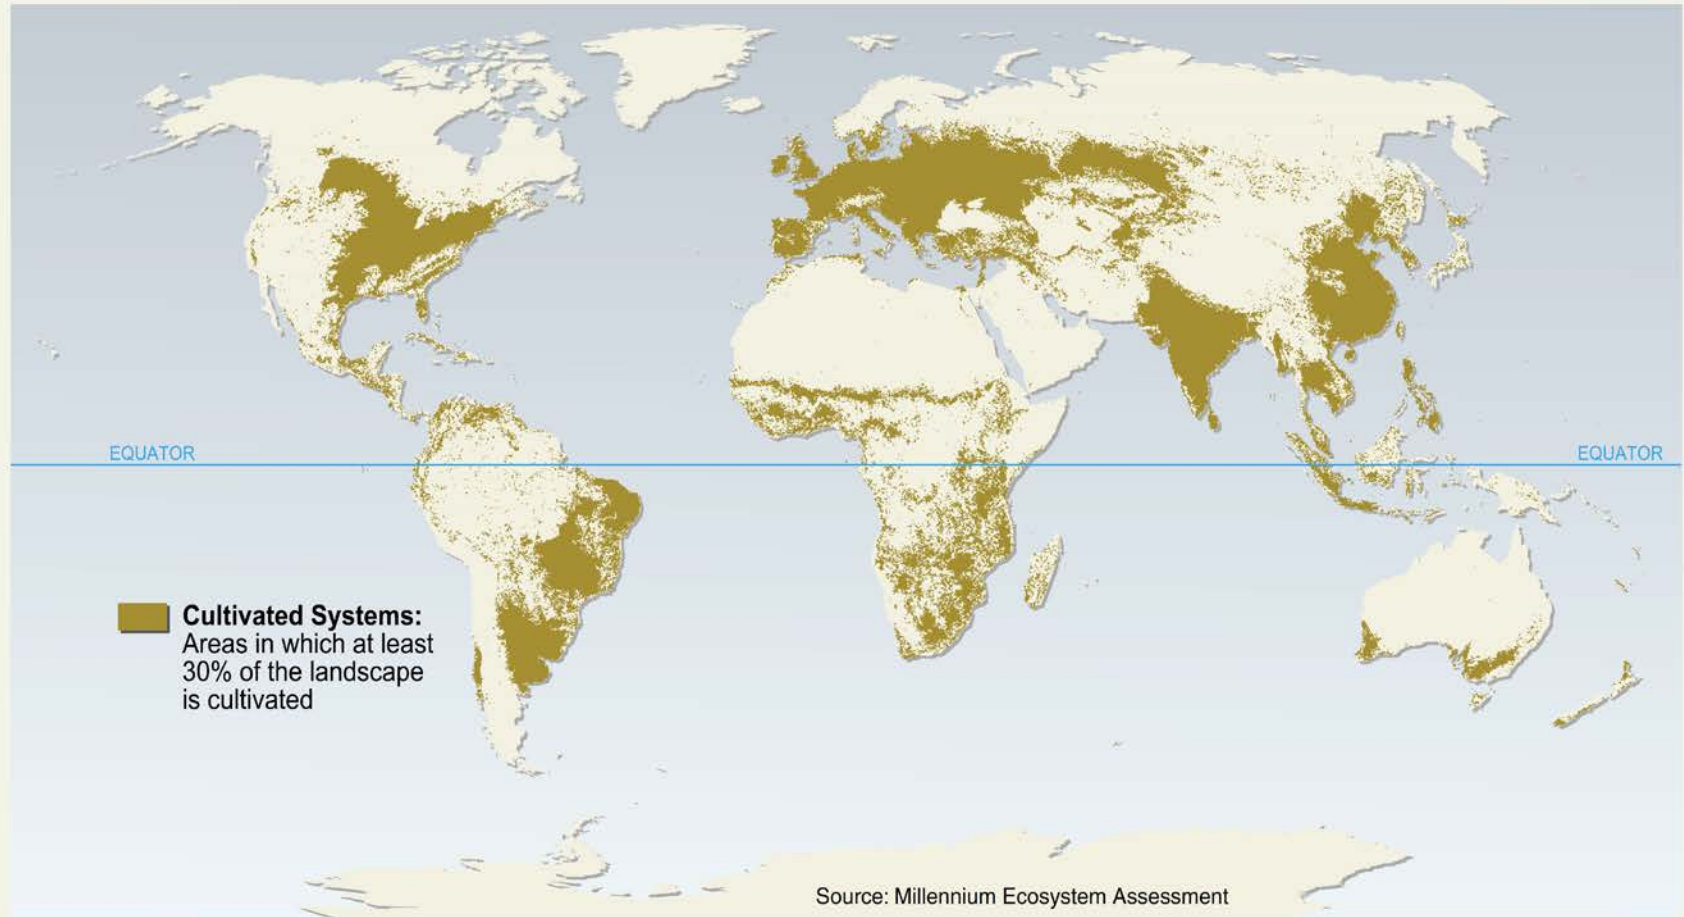 EQUATOR
EQUATOR
Cultivated Systems:
Areas in which at least
30% of the landscape
is cultivated
Source: Millennium Ecosystem Assessment